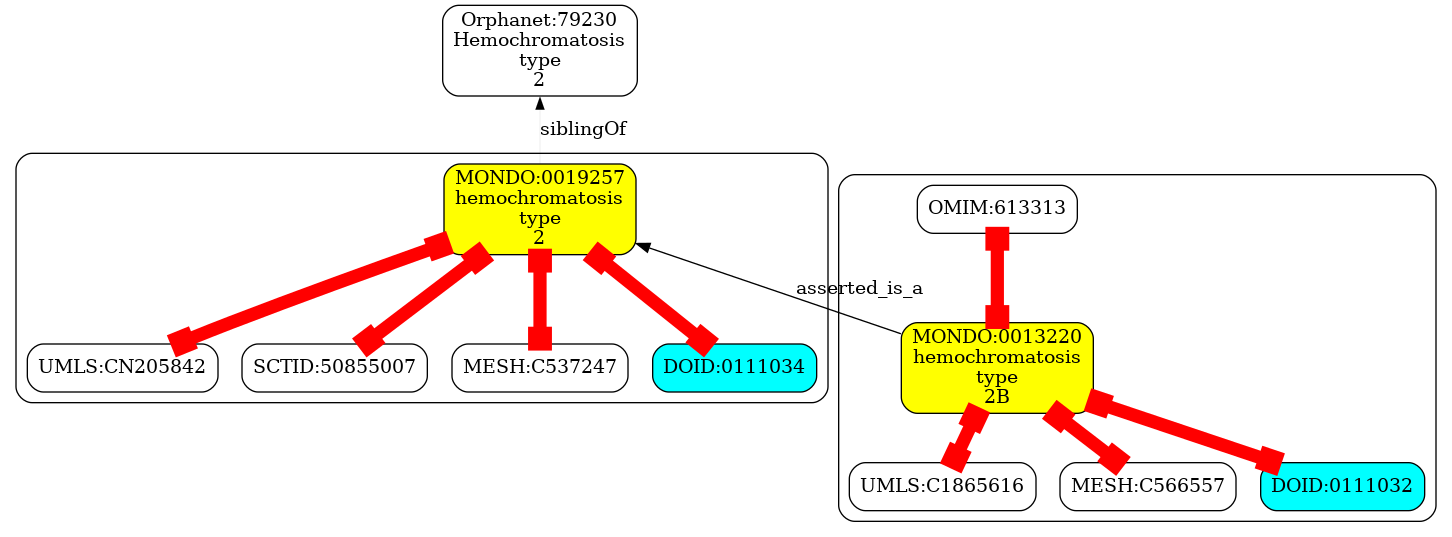 Orphanet:79230
Hemochromatosis
type
2
siblingOf
MONDO:0019257
hemochromatosis
type
2
OMIM:613313
asserted_is_a
MONDO:0013220
hemochromatosis
type
2B
UMLS:CN205842
SCTID:50855007
MESH:C537247
DOID:0111034
UMLS:C1865616
MESH:C566557
DOID:0111032